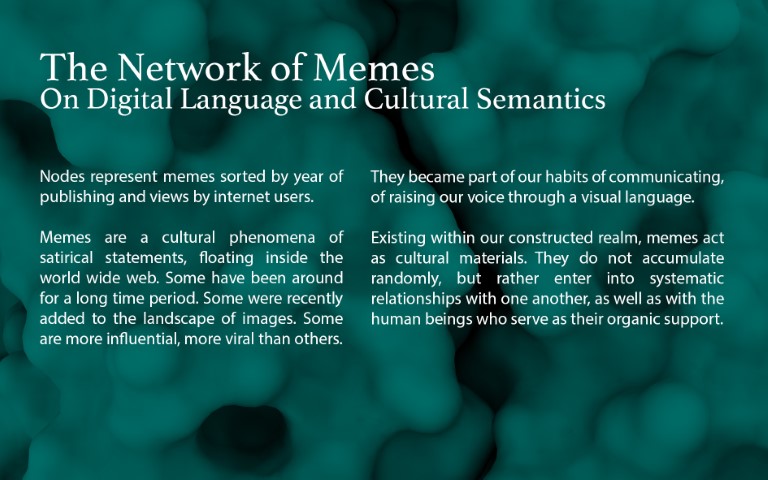 The Network of Memes
On Digital Language and Cultural Semantics
Nodes represent memes sorted by year of
publishing and views by internet users.
Memes are a cultural phenomena of
satirical statements, floating inside the
world wide web. Some have been around
for a long time period. Some were recently
added to the landscape of images. Some
are more influential, more viral than others.
They became part of our habits of communicating,
of raising our voice through a visual language.
Existing within our constructed realm, memes act
as cultural materials. They do not accumulate
randomly, but rather enter into systematic
relationships with one another, as well as with the
human beings who serve as their organic support.